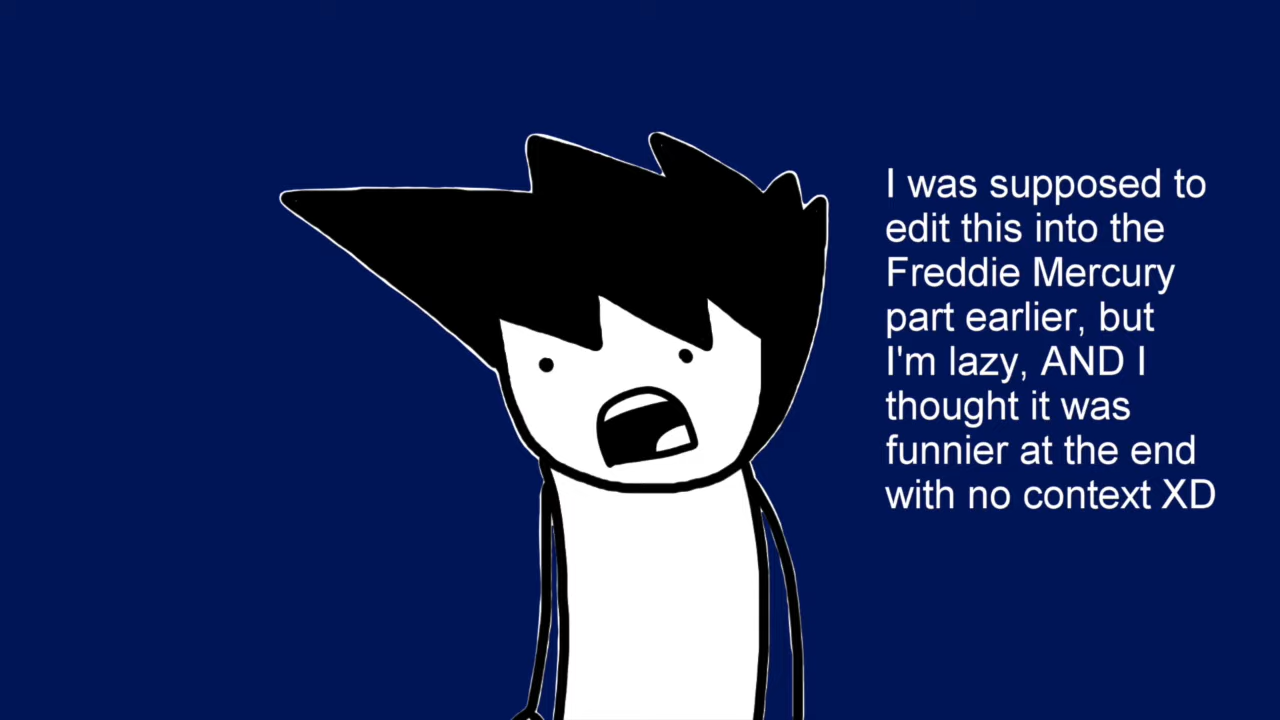 I was supposed to
edit this into the
Freddie Mercury
part earlier, but
I'm lazy, AND I
thought it was
funnier at the end
with no context XD